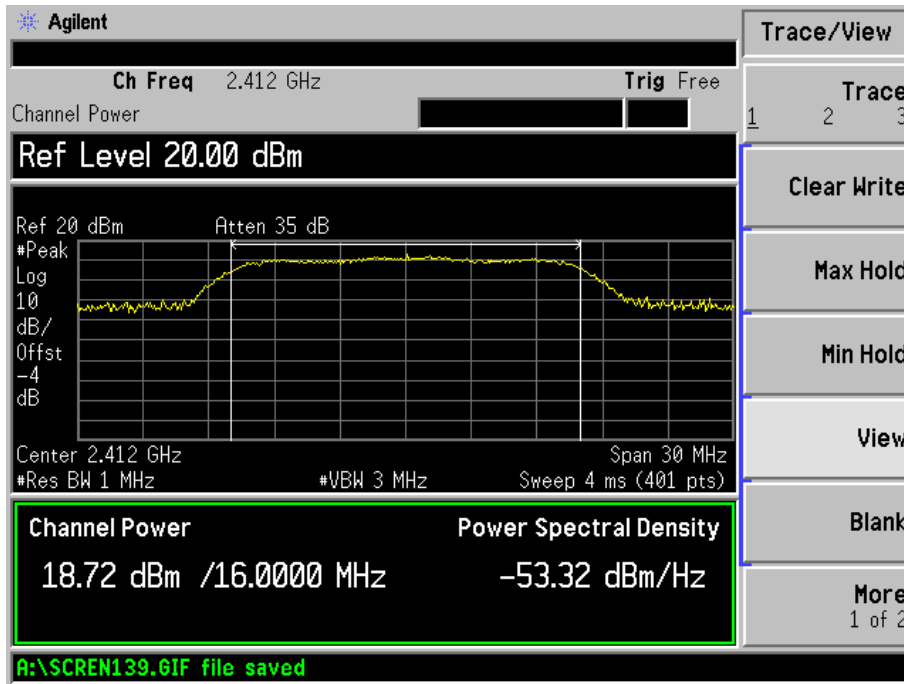 Agilent
Ch Freq 2.412 GHz Trig Free
Channel Power
Ref Level 20.00 dBm
Ref 20 dBm Atten 35 dB
#Peak
Log
10
dB/
Offst
-4
dB
Center 2.412 GHz Span 30 MHz
#Res BW 1 MHz #VBW 3 MHz Sweep 4 ms (401 pts)
Channel Power Power Spectral Density
18.72 dBm /16.0000 MHz -53.32 dBm/Hz
A:\SCREN139.GIF file saved
Trace/View
Trace
1 2 3
Clear Write
Max Hold
Min Hold
View
Blank
More
1 of 2